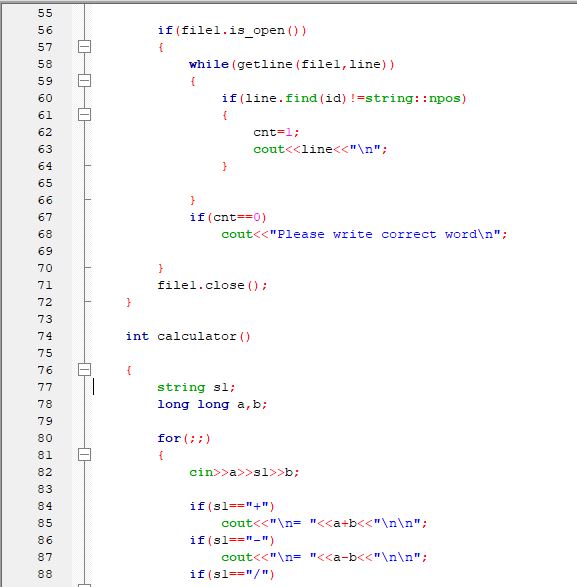 55
56 if(file1.is_open())
57 {
58 while(getline(file1,line))
59 {
60 if(line.find(id)!=string::npos)
61 {
62 cnt=1;
63 cout<<line<<"\n";
64 }
65
66 }
67 if(cnt==0)
68 cout<<"Please write correct word\n";
69
70 }
71 file1.close();
72 }
73
74 int calculator()
75
76 {
77 string s1;
78 long long a,b;
79
80 for(;;)
81 {
82 cin>>a>>s1>>b;
83
84 if(s1=="+")
85 cout<<"\n= "<<a+b<<"\n\n";
86 if(s1=="-")
87 cout<<"\n= "<<a-b<<"\n\n";
88 if(s1=="/")